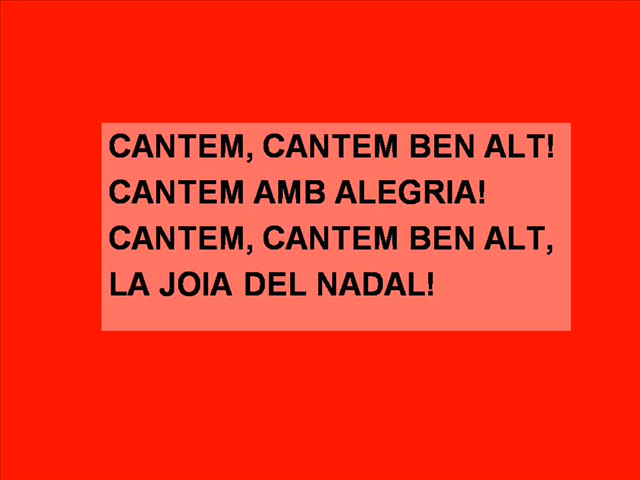 CANTEM, CANTEM BEN ALT!
CANTEM AMB ALEGRIA!
CANTEM, CANTEM BEN ALT,
LA JOIA DEL NADAL!